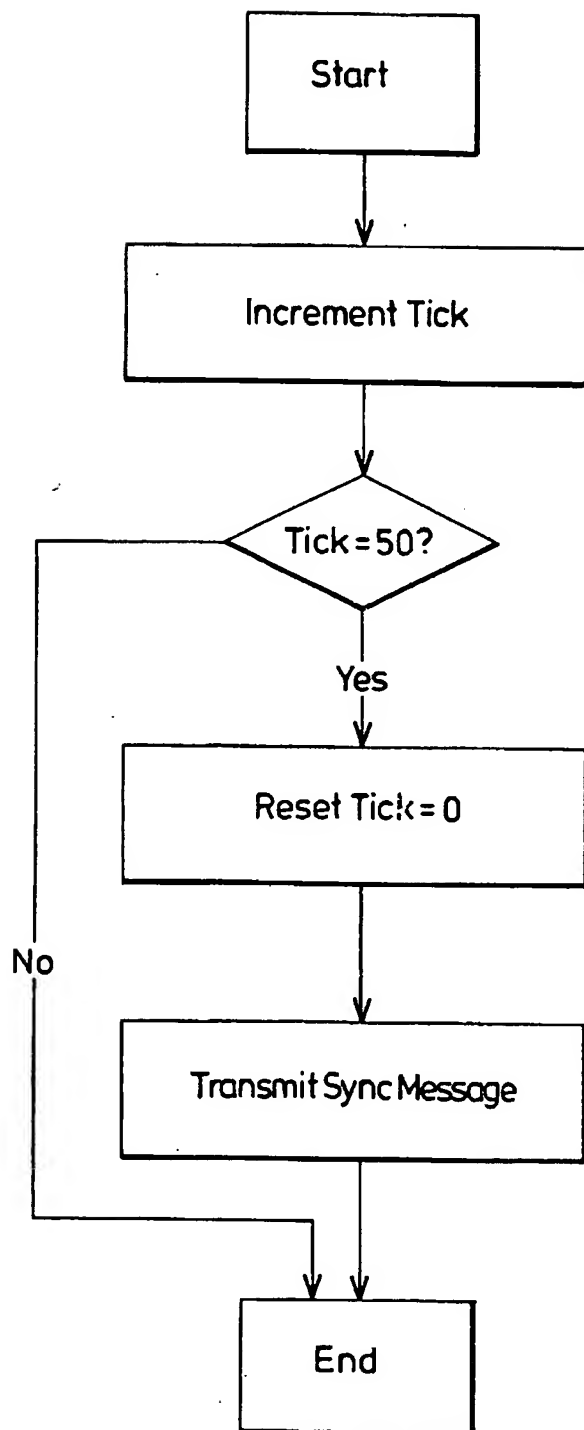 Start
Increment Tick
Tick=50?
Yes
Reset Tick=0
No
Transmit Sync Message
End